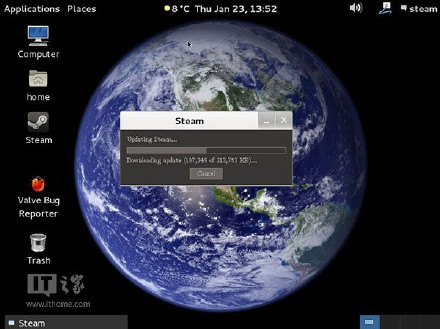 Applications Places
8 °C Thu Jan 23, 13:52
steam
Computer
home
Steam
Valve Bug
Reporter
Trash
Steam
Updating Steam...
Downloading update (107,346 of 213,753 KB)...
Cancel
IT之家
www.ithome.com
Steam